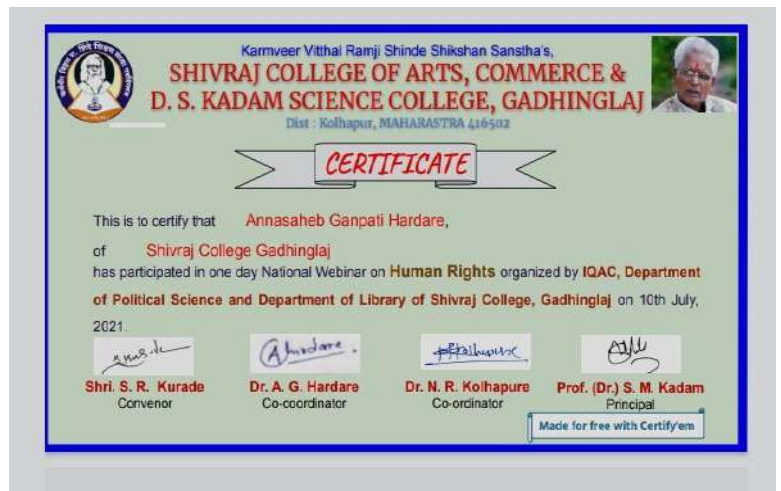 Karmveer Vitthal Ramji Shinde Shikshan Sanstha's,
SHIVRAJ COLLEGE OF ARTS, COMMERCE &
D. S. KADAM SCIENCE COLLEGE, GADHINGLAJ
Dist : Kolhapur, MAHARASTRA 416502
CERTIFICATE
This is to certify that Annasaheb Ganpati Hardare,
of Shivraj College Gadhinglaj
has participated in one day National Webinar on Human Rights organized by IQAC, Department
of Political Science and Department of Library of Shivraj College, Gadhinglaj on 10th July,
2021.
Shri. S. R. Kurade Dr. A. G. Hardare Dr. N. R. Kolhapure Prof. (Dr.) S. M. Kadam
Convenor Co-coordinator Co-ordinator Principal
Made for free with Certify'em